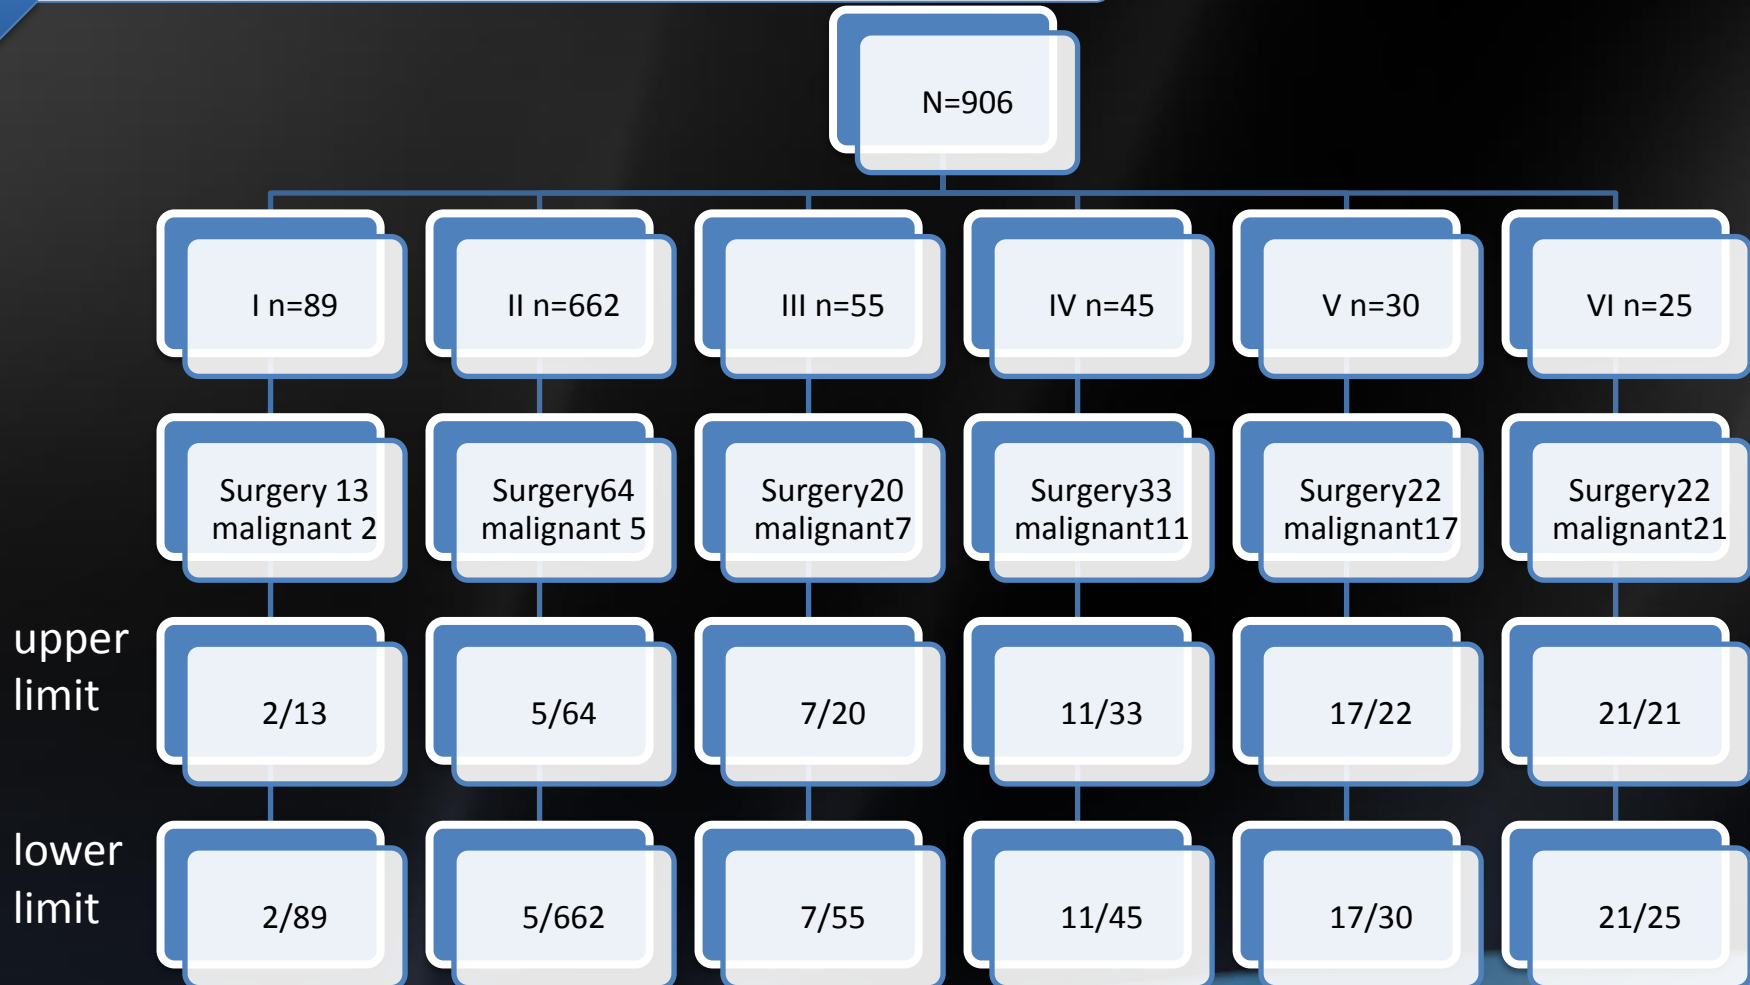 N=906
I n=89
II n=662
III n=55
IV n=45
V n=30
VI n=25
Surgery 13
malignant 2
Surgery64
malignant 5
Surgery20
malignant7
Surgery33
malignant11
Surgery22
malignant17
Surgery22
malignant21
upper
limit
2/13
5/64
7/20
11/33
17/22
21/21
lower
limit
2/89
5/662
7/55
11/45
17/30
21/25